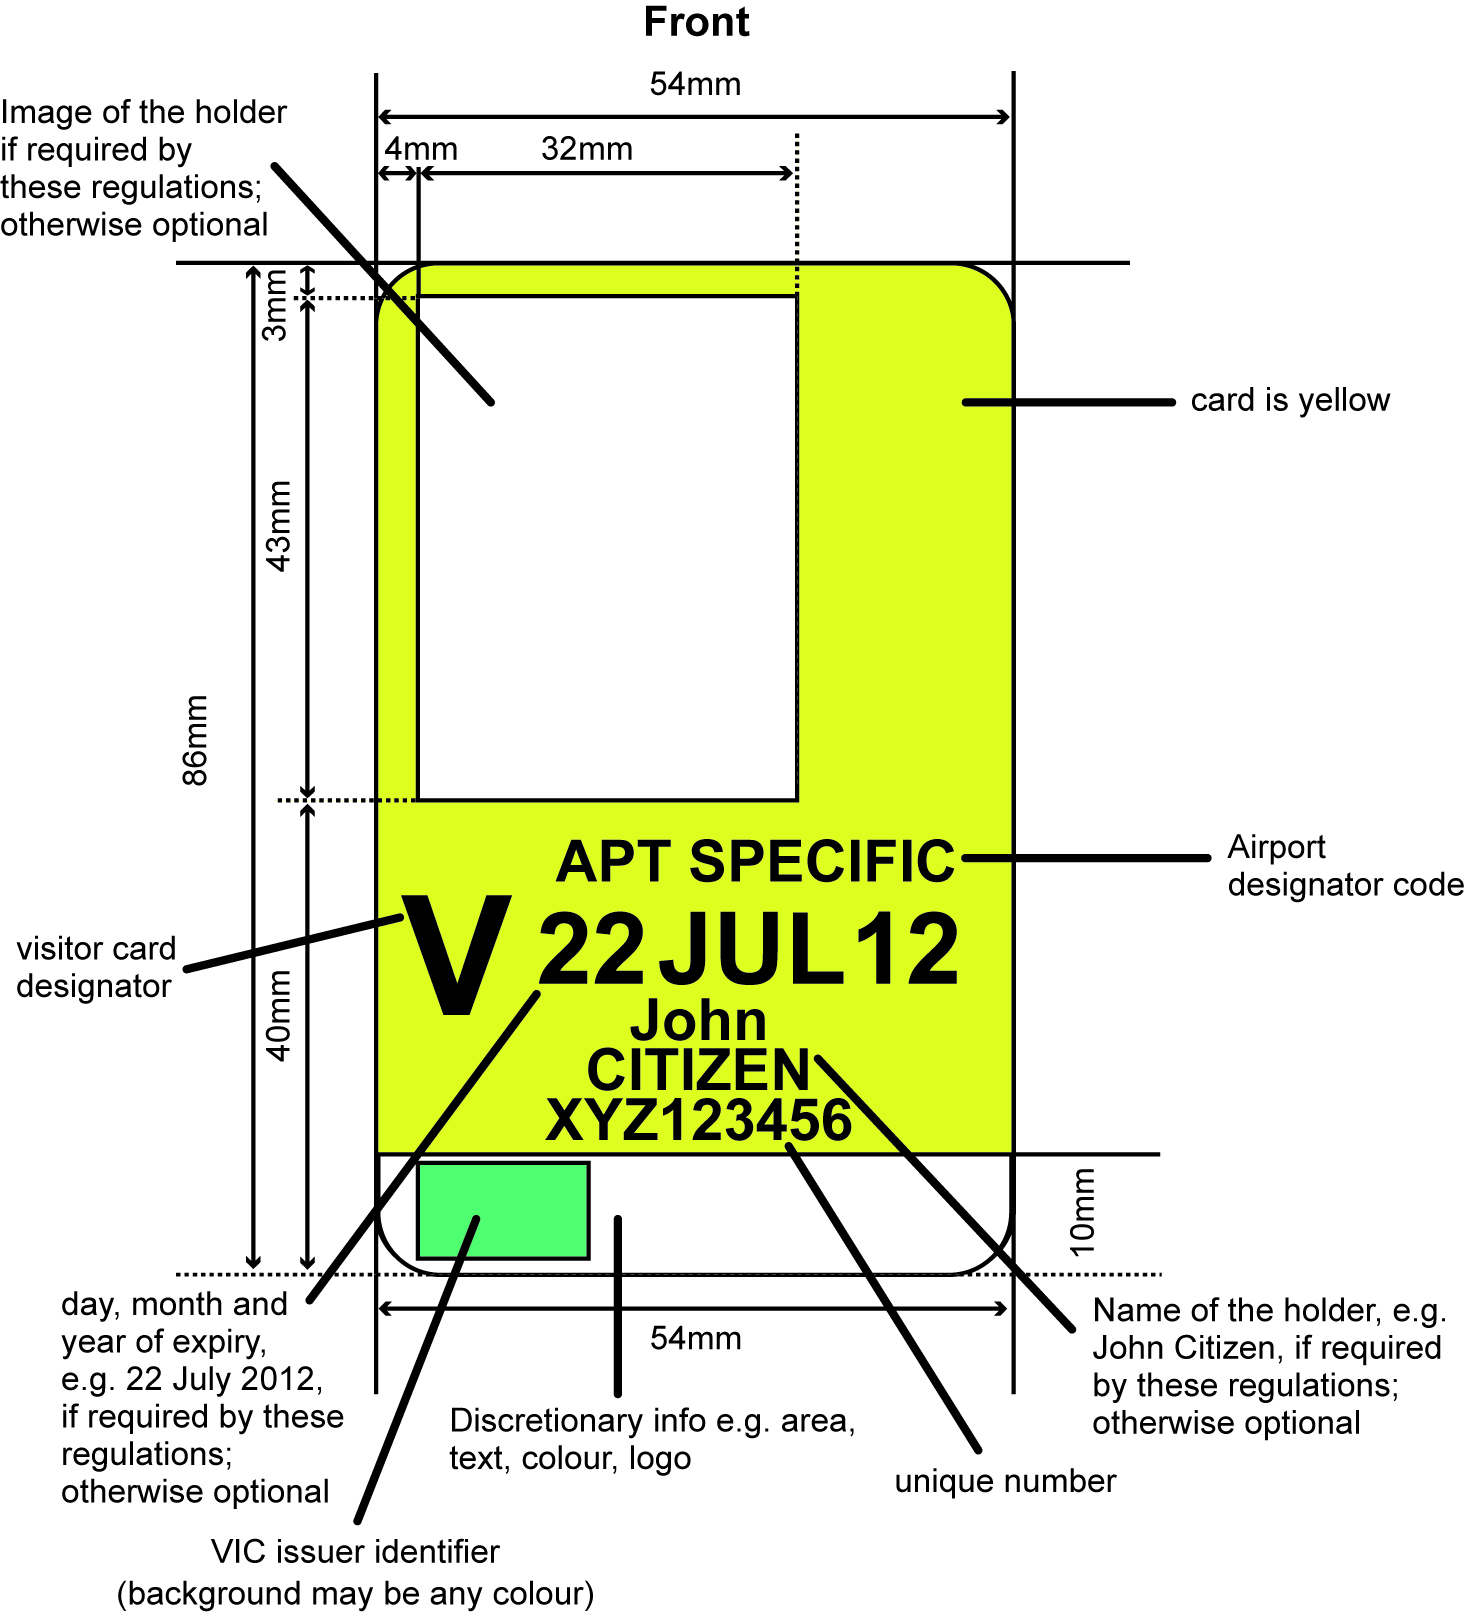 Front
54mm
Image of the holder
if required by
these regulations;
otherwise optional
4mm
32mm
3mm
43mm
86mm
40mm
card is yellow
APT SPECIFIC
Airport
designator code
V
22 JUL 12
visitor card
designator
John
CITIZEN
XYZ123456
10mm
54mm
day, month and
year of expiry,
e.g. 22 July 2012,
if required by these
regulations;
otherwise optional
Name of the holder, e.g.
John Citizen, if required
by these regulations;
otherwise optional
Discretionary info e.g. area,
text, colour, logo
unique number
VIC issuer identifier
(background may be any colour)